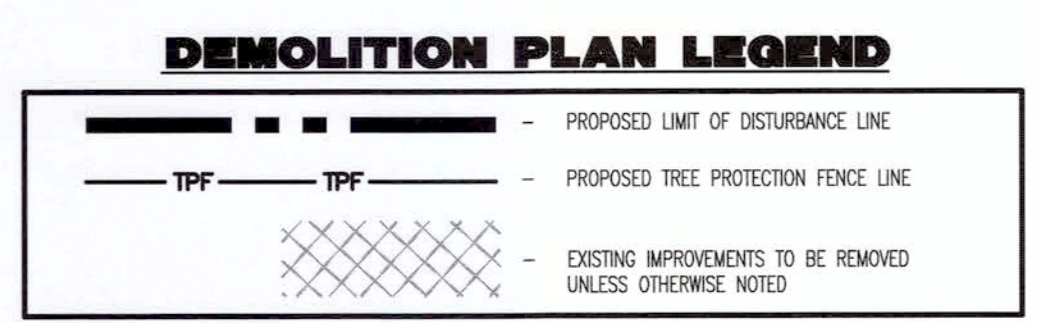 DEMOLITION PLAN LEGEND
- PROPOSED LIMIT OF DISTURBANCE LINE
TPF TPF - PROPOSED TREE PROTECTION FENCE LINE
- EXISTING IMPROVEMENTS TO BE REMOVED
UNLESS OTHERWISE NOTED